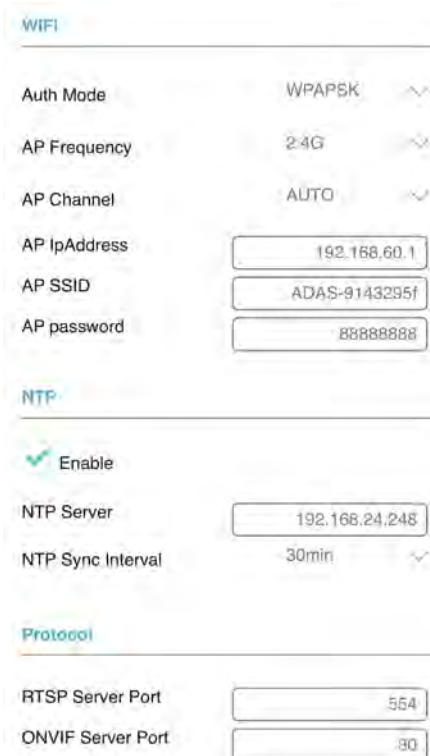 WIFI
Auth Mode WPAPSK
AP Frequency 2.4G
AP Channel AUTO
AP IpAddress 192.168.60.1
AP SSID ADAS-9143295f
AP password 88888888
NTP
Enable
NTP Server 192.168.24.248
NTP Sync Interval 30min
Protocol
RTSP Server Port 554
ONVIF Server Port